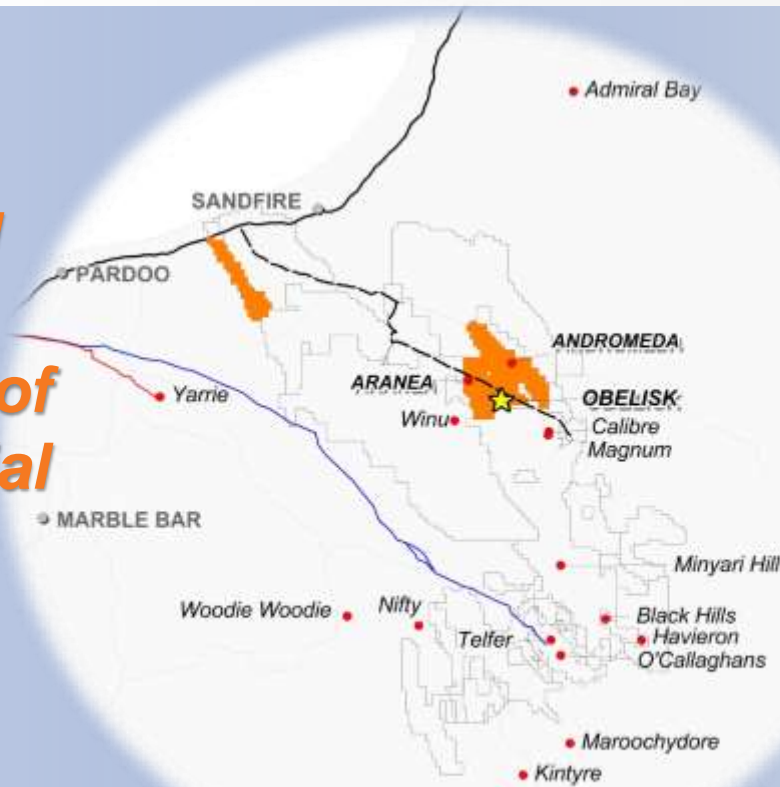 Admiral Bay
SANDFIRE
PARDOO
ANDROMEDA
ARANEA
OBELISK
Yarrie
Winu
Calibre
Magnum
of
MARBLE BAR
Minyari Hill
Woodie Woodie
Nifty
Black Hills
Telfer
Havieron
O'Callaghans
Maroochydore
Kintyre